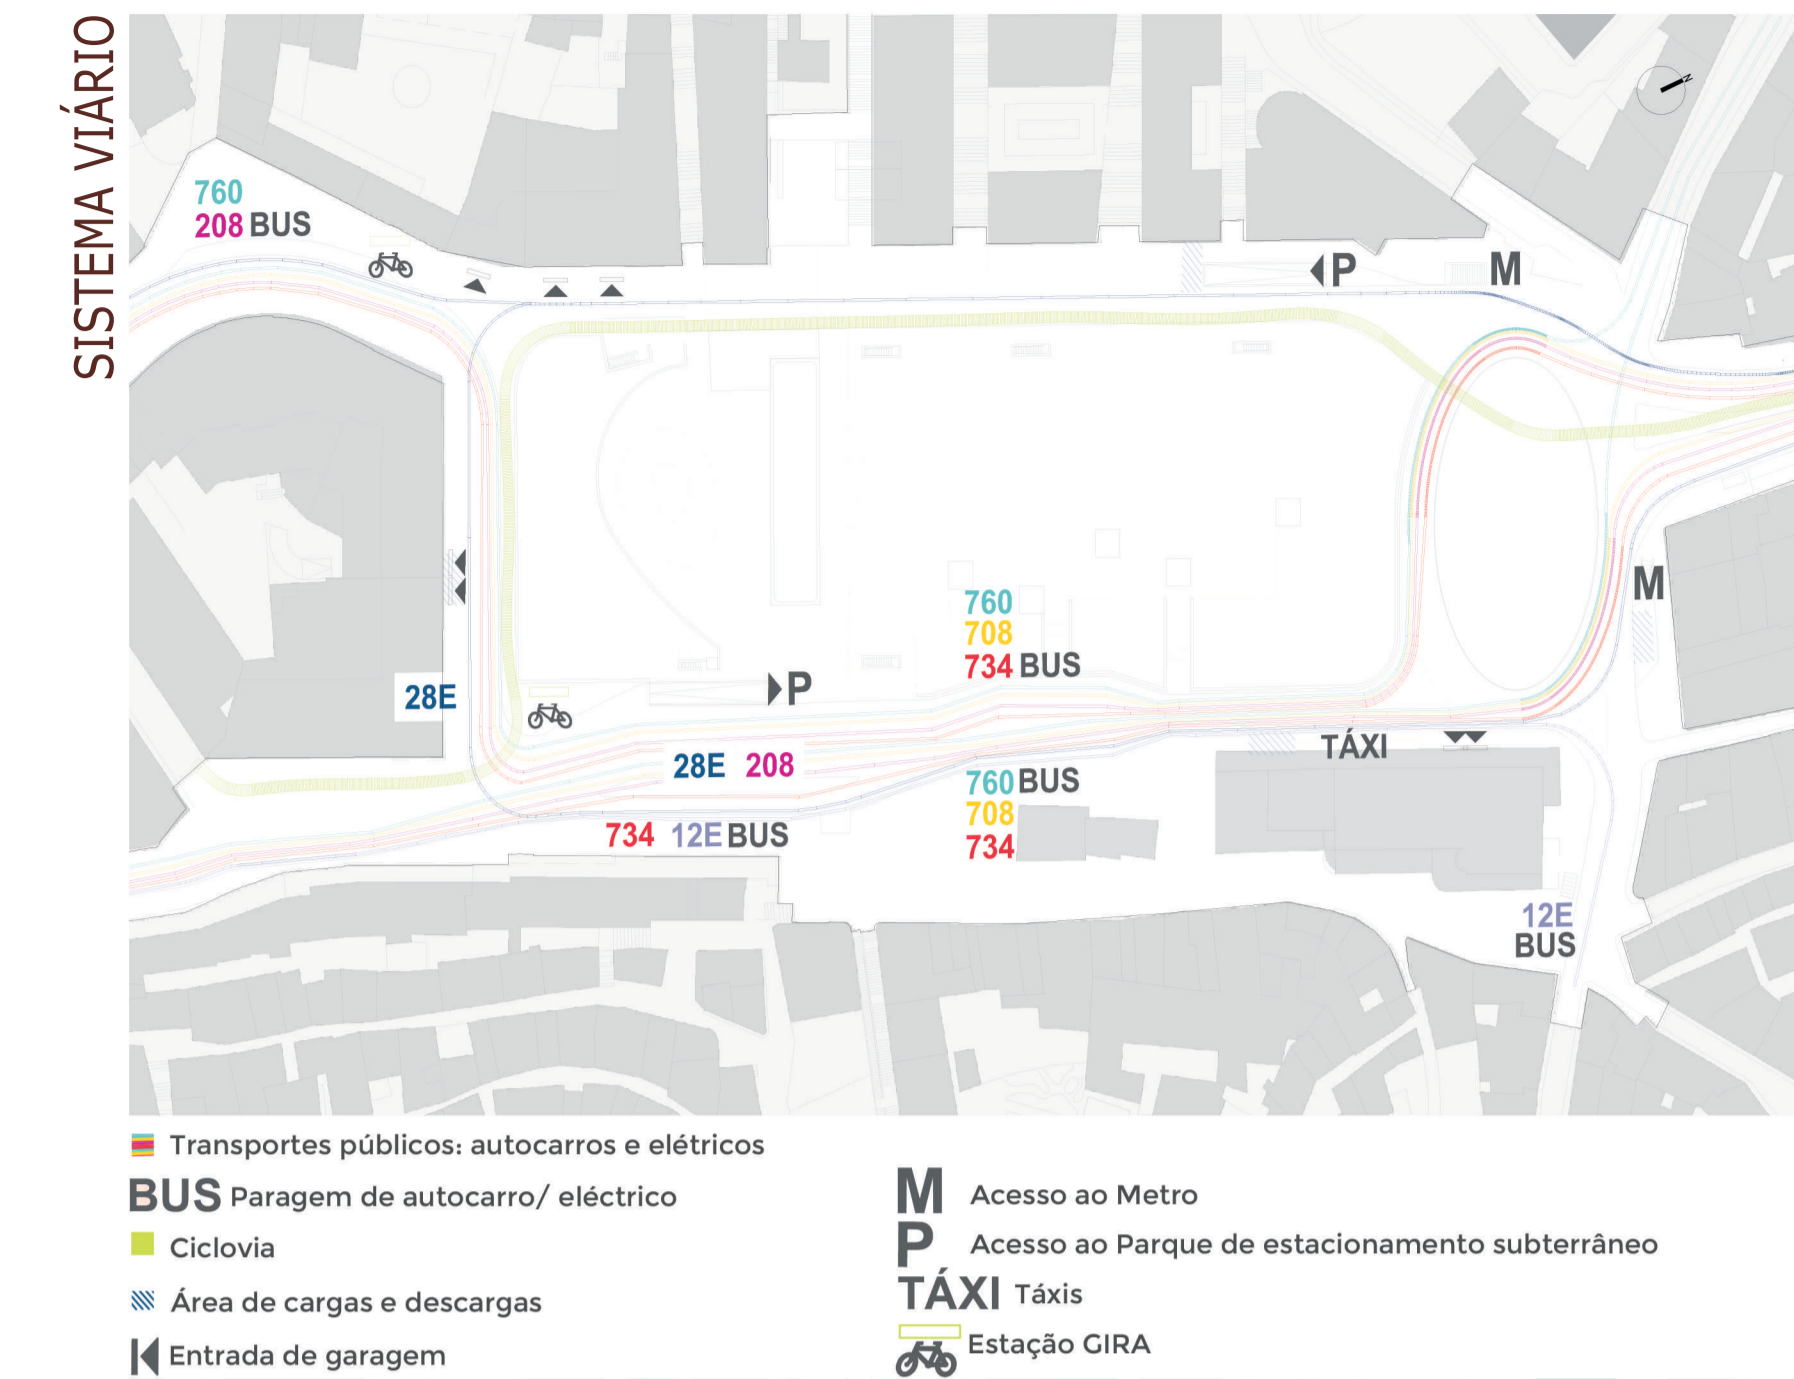 SISTEMA VIÁRIO
N
760
208 BUS
P
M
M
760
708
734 BUS
28E
P
28E 208
TÁXI
760 BUS
708
734
734 12E BUS
12E
BUS
Transportes públicos: autocarros e elétricos
BUS Paragem de autocarro/ eléctrico
Ciclovia
Área de cargas e descargas
Entrada de garagem
M Acesso ao Metro
P Acesso ao Parque de estacionamento subterrâneo
TÁXI Táxis
Estação GIRA